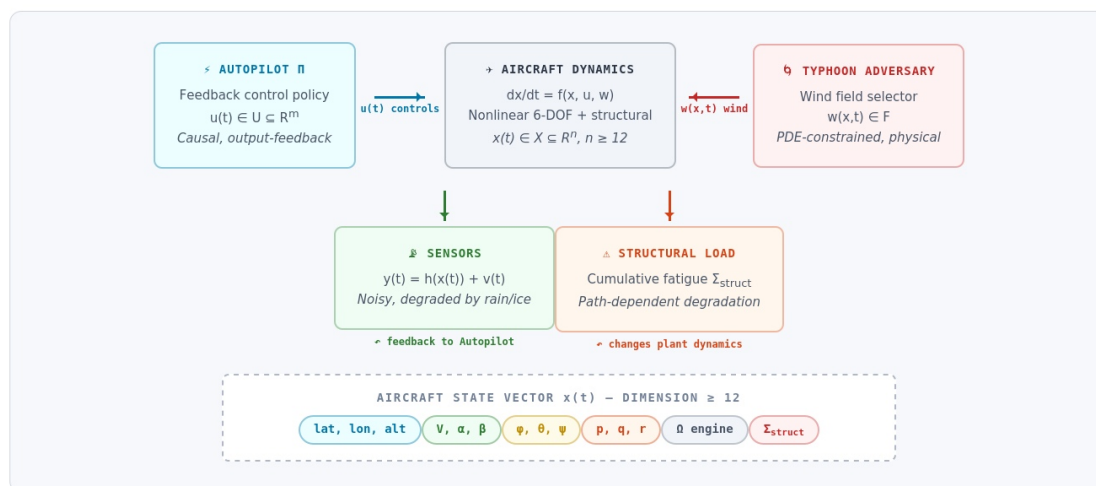 ⚡ AUTOPILOT Π
Feedback control policy
u(t) ∈ U ⊆ Rᵐ
Causal, output-feedback
u(t) controls
✈ AIRCRAFT DYNAMICS
dx/dt = f(x, u, w)
Nonlinear 6-DOF + structural
x(t) ∈ X ⊆ Rⁿ, n ≥ 12
w(x,t) wind
🌀 TYPHOON ADVERSARY
Wind field selector
w(x,t) ∈ F
PDE-constrained, physical
📡 SENSORS
y(t) = h(x(t)) + v(t)
Noisy, degraded by rain/ice
↶ feedback to Autopilot
⚠ STRUCTURAL LOAD
Cumulative fatigue Σstruct
Path-dependent degradation
↶ changes plant dynamics
AIRCRAFT STATE VECTOR x(t) — DIMENSION ≥ 12
lat, lon, alt
V, α, β
φ, θ, ψ
p, q, r
Ω engine
Σstruct